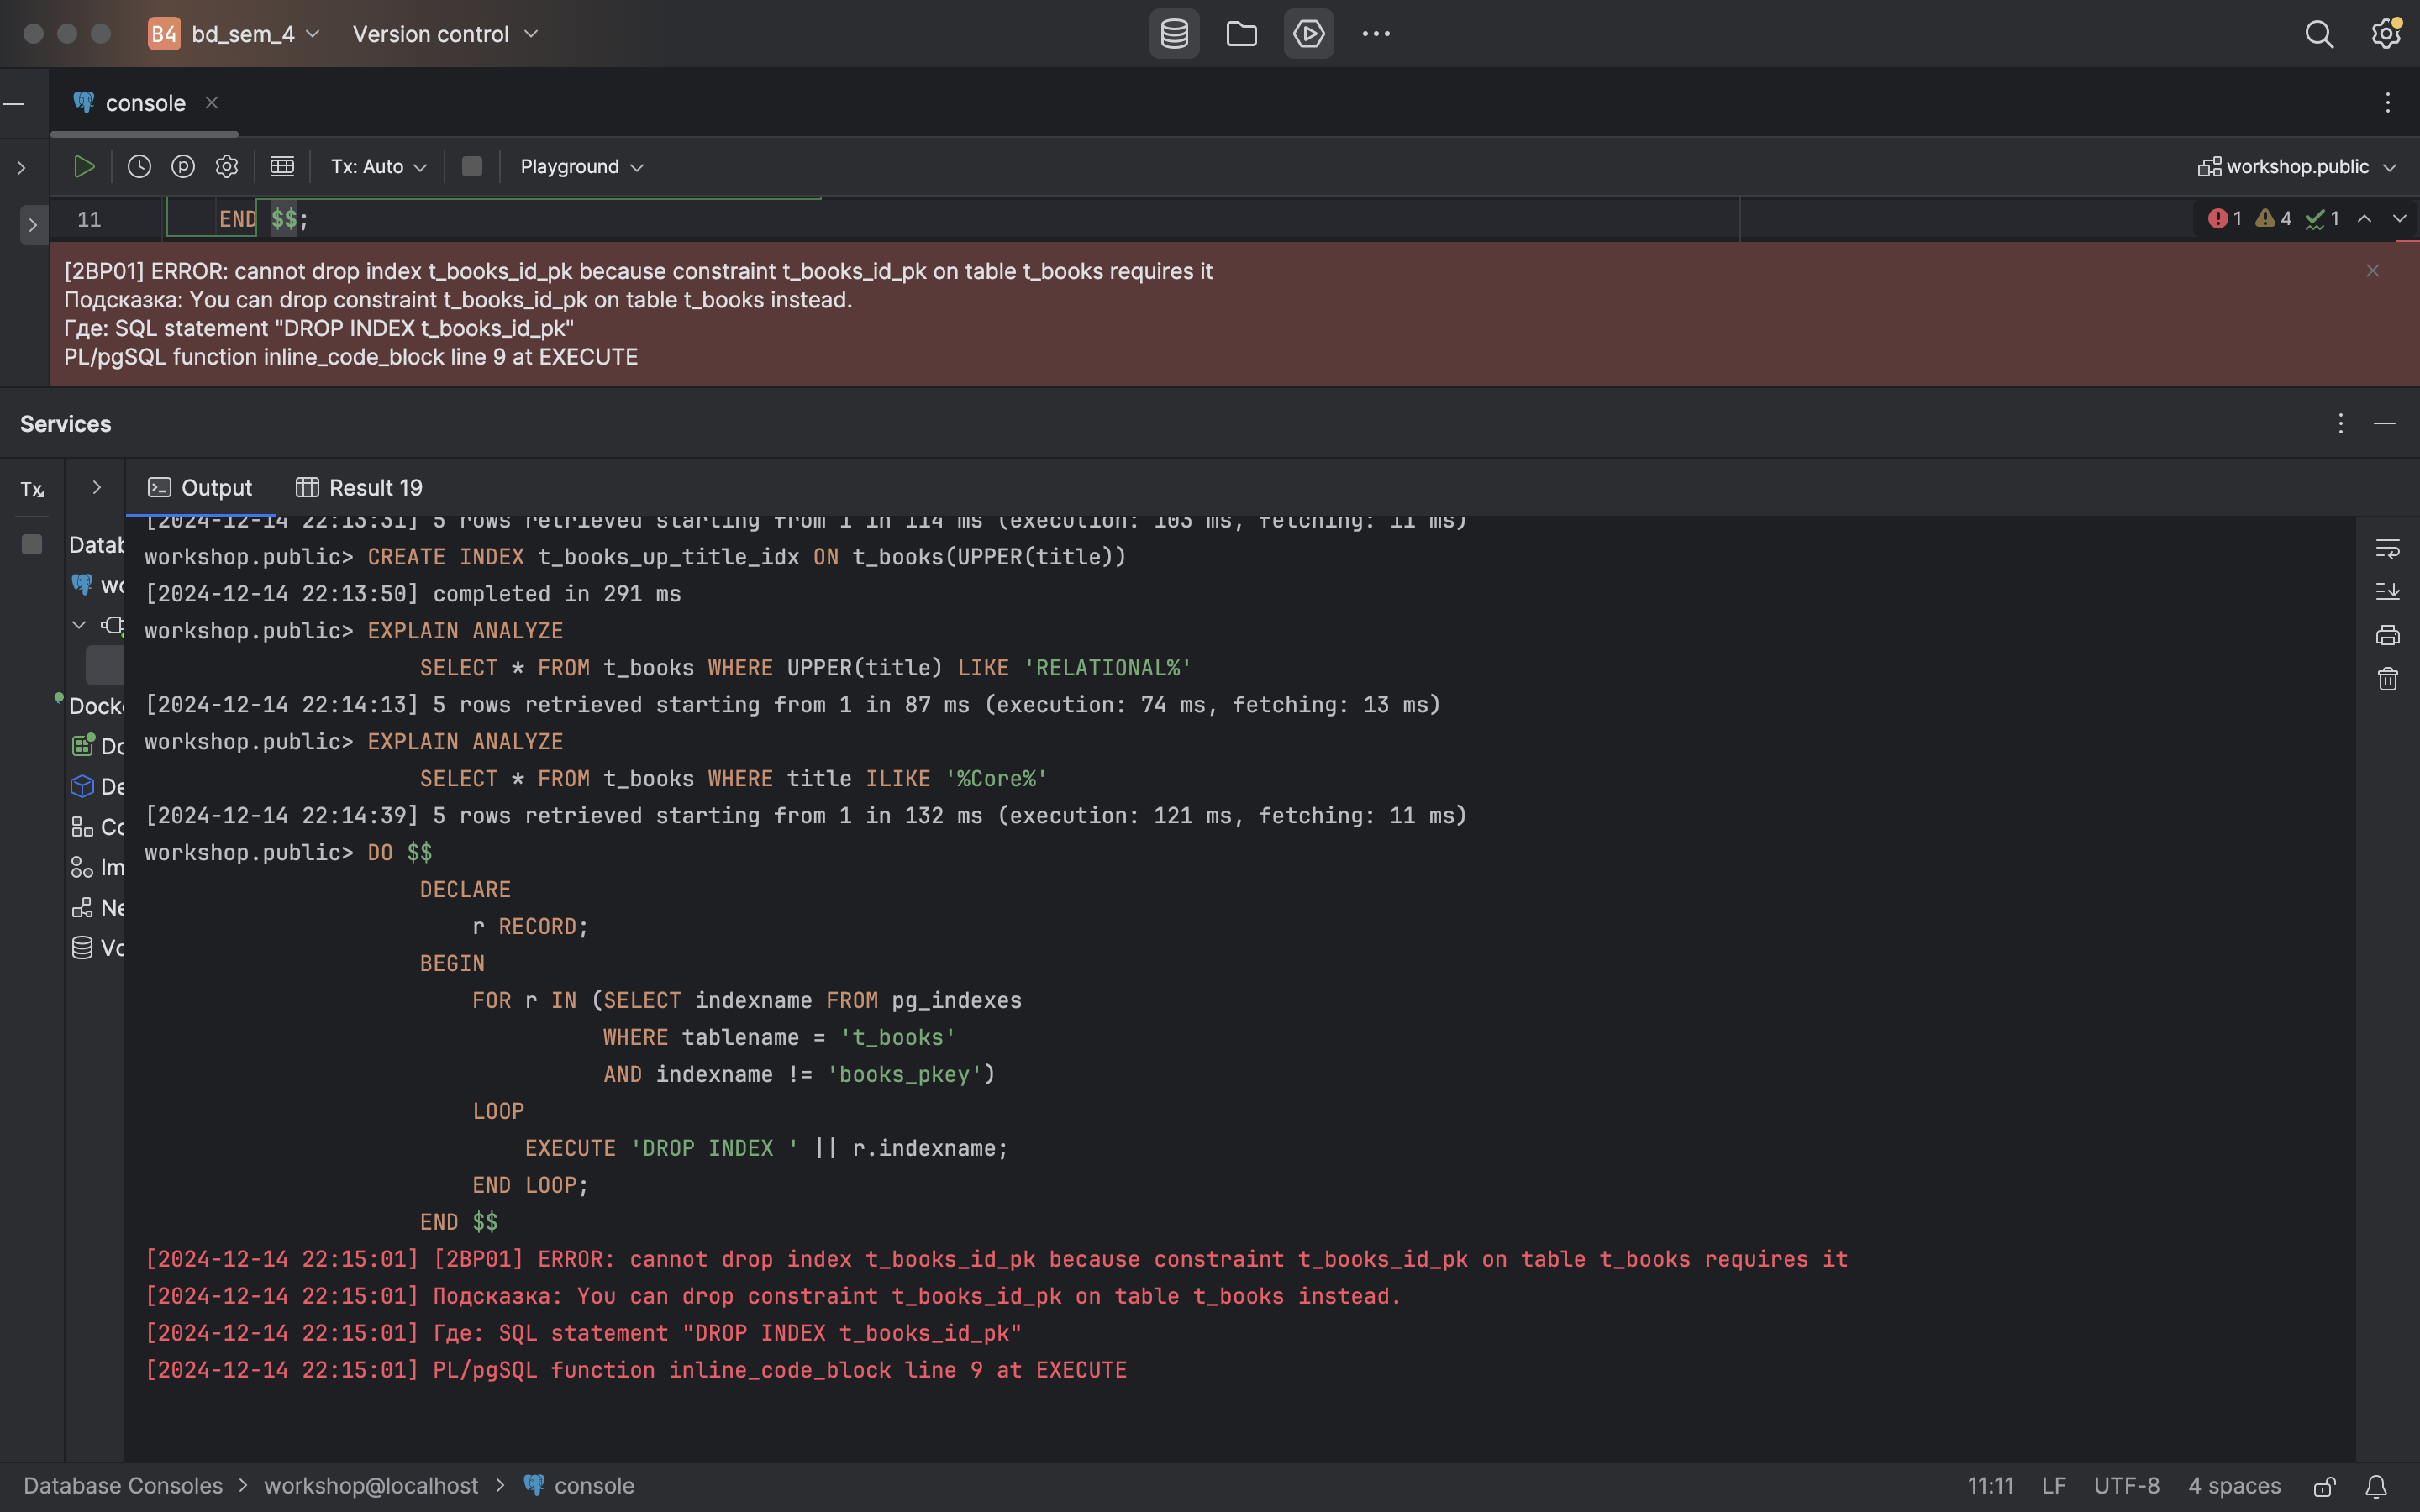 B4 bd_sem_4 Version control
console
Tx: Auto Playground workshop.public
11 END $$; 1 4 1
[2BP01] ERROR: cannot drop index t_books_id_pk because constraint t_books_id_pk on table t_books requires it
Подсказка: You can drop constraint t_books_id_pk on table t_books instead.
Где: SQL statement "DROP INDEX t_books_id_pk"
PL/pgSQL function inline_code_block line 9 at EXECUTE
Services
Tx Output Result 19
[2024-12-14 22:13:31] 5 rows retrieved starting from 1 in 114 ms (execution: 103 ms, fetching: 11 ms)
workshop.public> CREATE INDEX t_books_up_title_idx ON t_books(UPPER(title))
[2024-12-14 22:13:50] completed in 291 ms
workshop.public> EXPLAIN ANALYZE
SELECT * FROM t_books WHERE UPPER(title) LIKE 'RELATIONAL%'
[2024-12-14 22:14:13] 5 rows retrieved starting from 1 in 87 ms (execution: 74 ms, fetching: 13 ms)
workshop.public> EXPLAIN ANALYZE
SELECT * FROM t_books WHERE title ILIKE '%Core%'
[2024-12-14 22:14:39] 5 rows retrieved starting from 1 in 132 ms (execution: 121 ms, fetching: 11 ms)
workshop.public> DO $$
DECLARE
r RECORD;
BEGIN
FOR r IN (SELECT indexname FROM pg_indexes
WHERE tablename = 't_books'
AND indexname != 'books_pkey')
LOOP
EXECUTE 'DROP INDEX ' || r.indexname;
END LOOP;
END $$
[2024-12-14 22:15:01] [2BP01] ERROR: cannot drop index t_books_id_pk because constraint t_books_id_pk on table t_books requires it
[2024-12-14 22:15:01] Подсказка: You can drop constraint t_books_id_pk on table t_books instead.
[2024-12-14 22:15:01] Где: SQL statement "DROP INDEX t_books_id_pk"
[2024-12-14 22:15:01] PL/pgSQL function inline_code_block line 9 at EXECUTE
Datab
wo
Docke
Do
De
Co
Im
Ne
Vo
Database Consoles > workshop@localhost > console 11:11 LF UTF-8 4 spaces